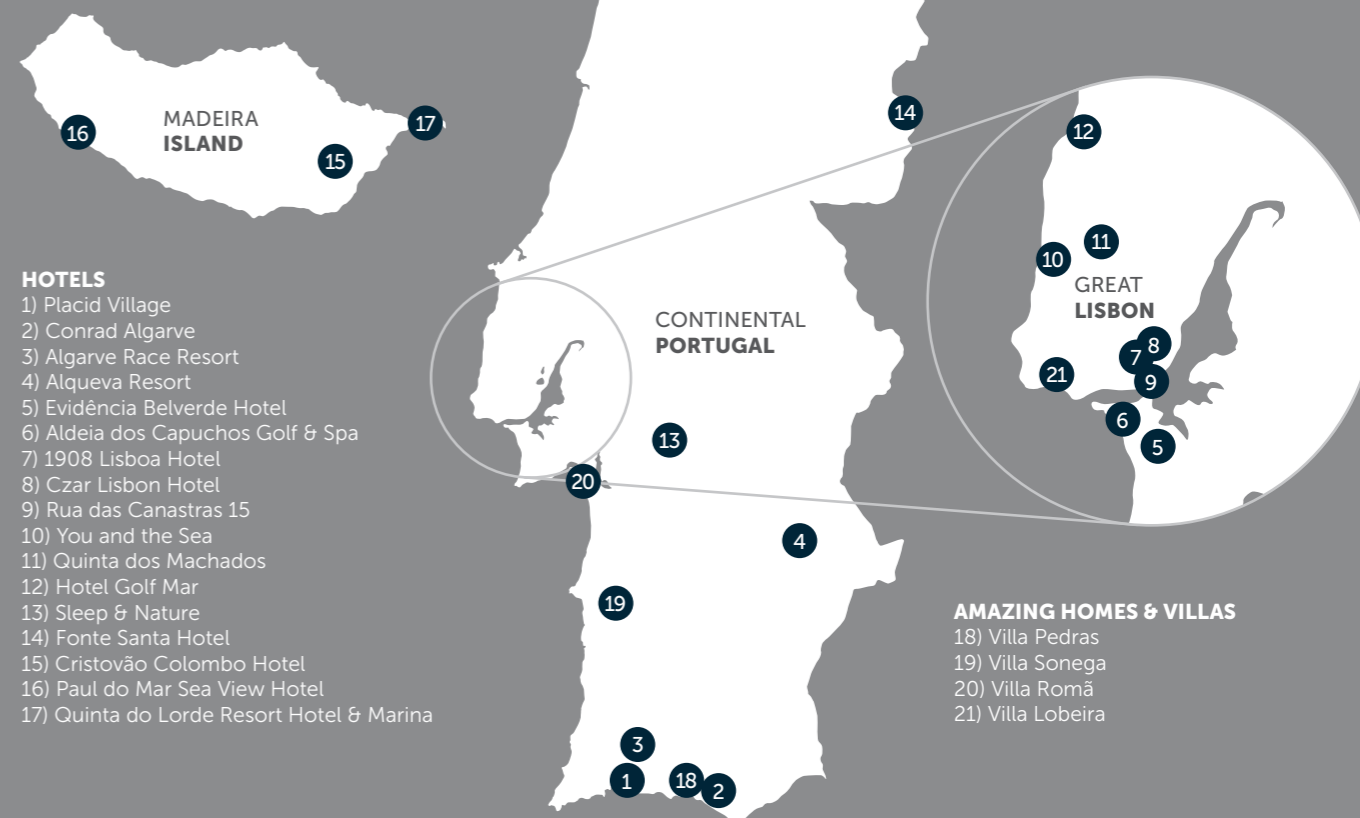 MADEIRA
ISLAND
16
15
17
14
12
11
10
GREAT
LISBON
8
7
9
21
6
5
CONTINENTAL
PORTUGAL
13
20
4
19
3
1
18
2
HOTELS
1) Placid Village
2) Conrad Algarve
3) Algarve Race Resort
4) Alqueva Resort
5) Evidência Belverde Hotel
6) Aldeia dos Capuchos Golf & Spa
7) 1908 Lisboa Hotel
8) Czar Lisbon Hotel
9) Rua das Canastras 15
10) You and the Sea
11) Quinta dos Machados
12) Hotel Golf Mar
13) Sleep & Nature
14) Fonte Santa Hotel
15) Cristovão Colombo Hotel
16) Paul do Mar Sea View Hotel
17) Quinta do Lorde Resort Hotel & Marina
AMAZING HOMES & VILLAS
18) Villa Pedras
19) Villa Sonega
20) Villa Romã
21) Villa Lobeira